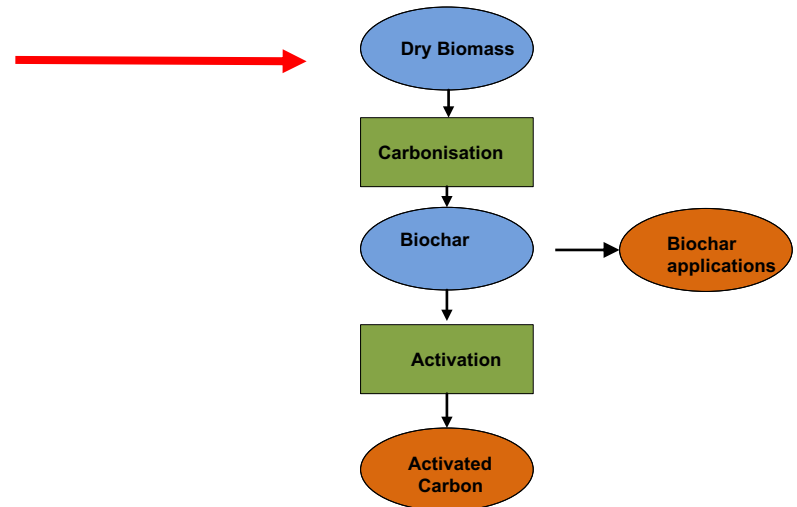 Dry Biomass
Carbonisation
Biochar
Biochar
applications
Activation
Activated
Carbon